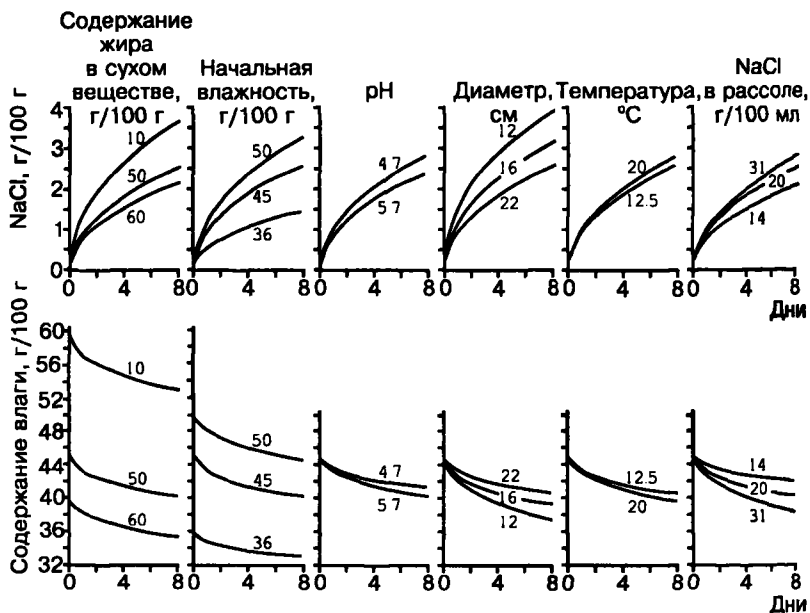 Содержание
жира
в сухом
веществе,
г/100 г
Начальная
влажность,
г/100 г
pH
Диаметр,
см
Температура,
°C
NaCl
в рассоле,
г/100 мл
NaCl, г/100 г
4
3
2
1
0
10
50
60
0 4 8
50
45
36
0 4 8
4 7
5 7
0 4 8
12
16
22
0 4 8
20
12.5
0 4 8
31
20
14
0 4 8
Дни
Содержание влаги, г/100 г
60
56
52
48
44
40
36
32
10
50
60
0 4 8
50
45
36
0 4 8
4 7
5 7
0 4 8
22
16
12
0 4 8
12.5
20
0 4 8
14
20
31
0 4 8
Дни